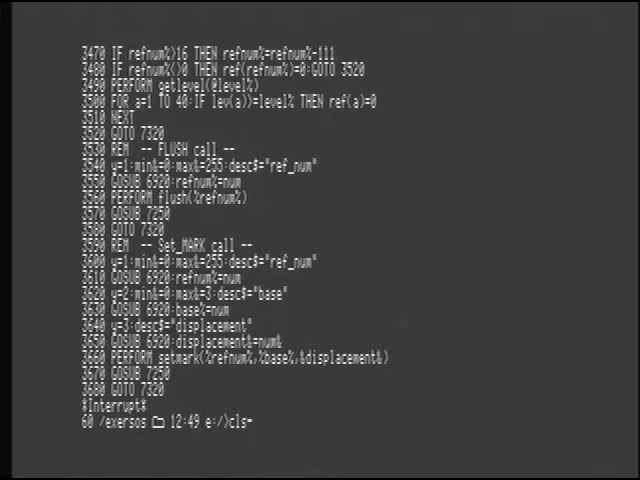 3470 IF refnum%>16 THEN refnum%=refnum%-111
3480 IF refnum%<>0 THEN ref(refnum%)=0:GOTO 3520
3490 PERFORM getlevel(@level%)
3500 FOR a=1 TO 40:IF lev(a))=level% THEN ref(a)=0
3510 NEXT
3520 GOTO 7320
3530 REM  -- FLUSH call --
3540 y=1:min&=0:max&=255:desc$="ref_num"
3550 GOSUB 6920:refnum%=num
3560 PERFORM flush(%refnum%)
3570 GOSUB 7250
3580 GOTO 7320
3590 REM  -- Set_MARK call --
3600 y=1:min&=0:max&=255:desc$="ref_num"
3610 GOSUB 6920:refnum%=num
3620 y=2:min&=0:max&=3:desc$="base"
3630 GOSUB 6920:base%=num
3640 y=3:desc$="displacement"
3650 GOSUB 6920:displacement&=num&
3660 PERFORM setmark(%refnum%,%base%,&displacement&)
3670 GOSUB 7250
3680 GOTO 7320
*Interrupt*
60 /exersos 12:49 e:/>cls-